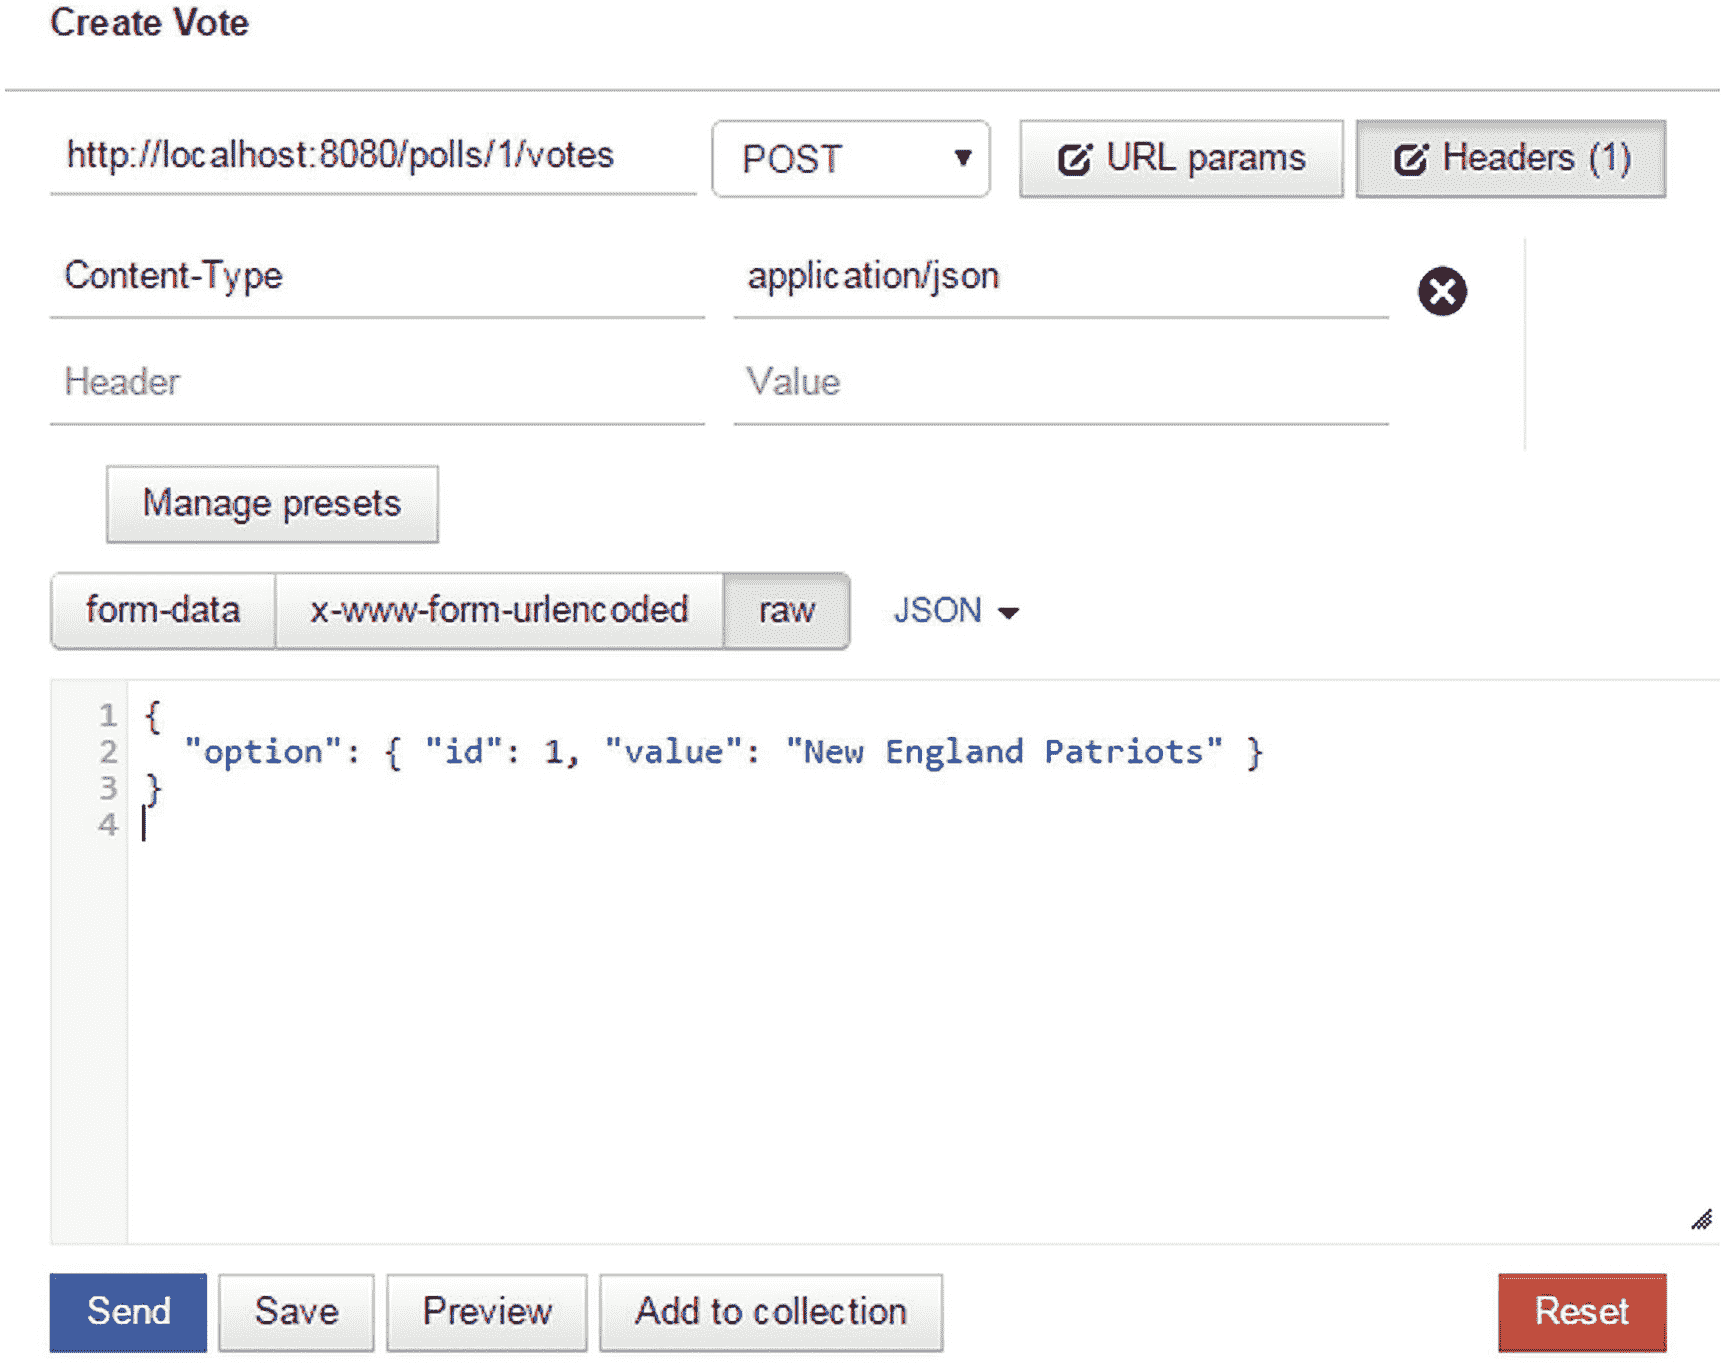 Create Vote
http://localhost:8080/polls/1/votes POST URL params Headers (1)
Content-Type application/json
Header Value
Manage presets
form-data x-www-form-urlencoded raw JSON
1 {
2 "option": { "id": 1, "value": "New England Patriots" }
3 }
4
Send Save Preview Add to collection Reset